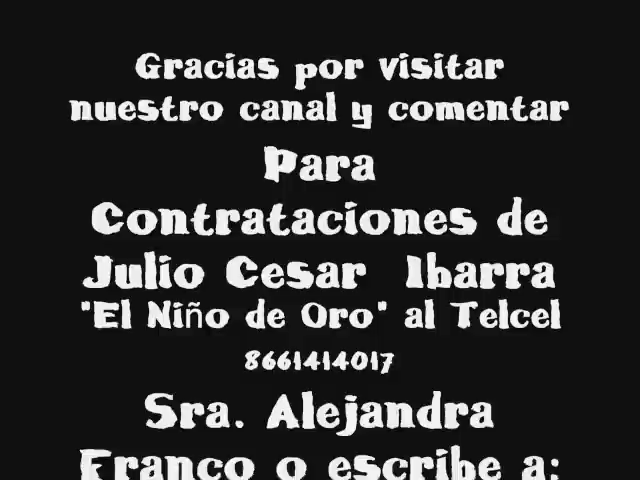 Gracias por visitar
nuestro canal y comentar
Para
Contrataciones de
Julio Cesar Ibarra
"El Niño de Oro" al Telcel
8661414017
Sra. Alejandra
Franco o escribe a: